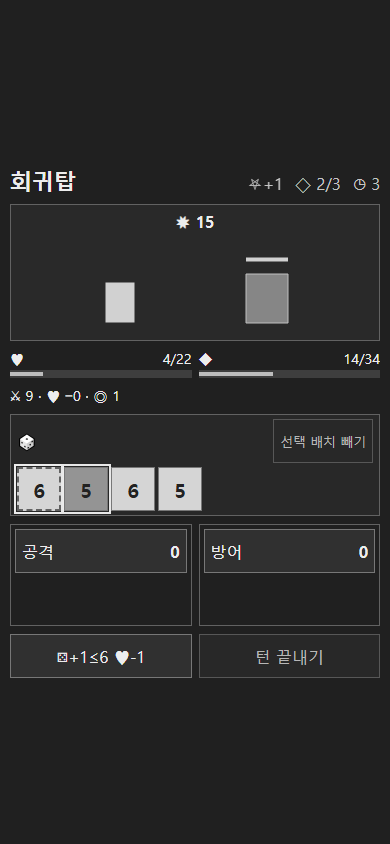 회귀탑 ⛧+1 ◇ 2/3 ◷ 3
✸ 15
♥ 4/22 ◆ 14/34
⚔ 9 · ♥ −0 · ◎ 1
🎲 선택 배치 빼기
6 5 6 5
공격 0 방어 0
⚄+1≤6 ♥-1 턴 끝내기